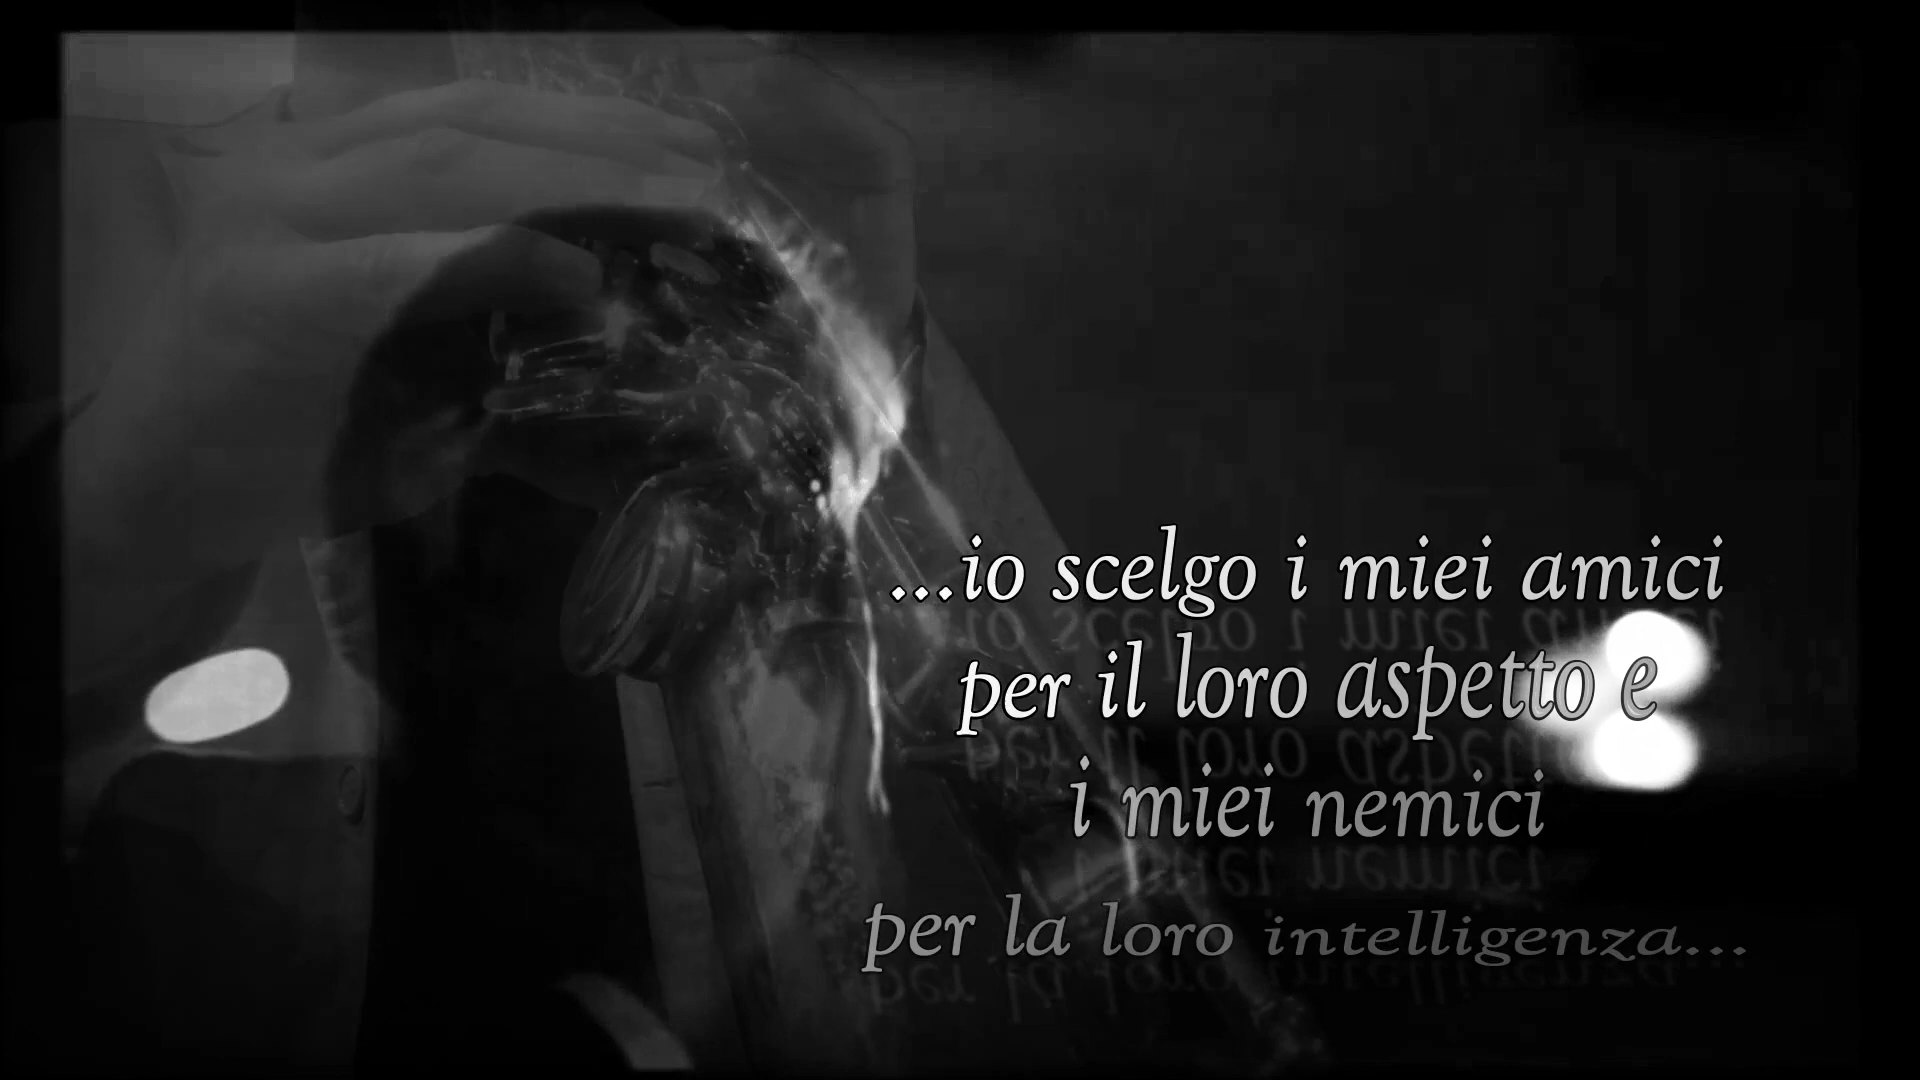 ...io scelgo i miei amici
per il loro aspetto e
i miei nemici
per la loro intelligenza...